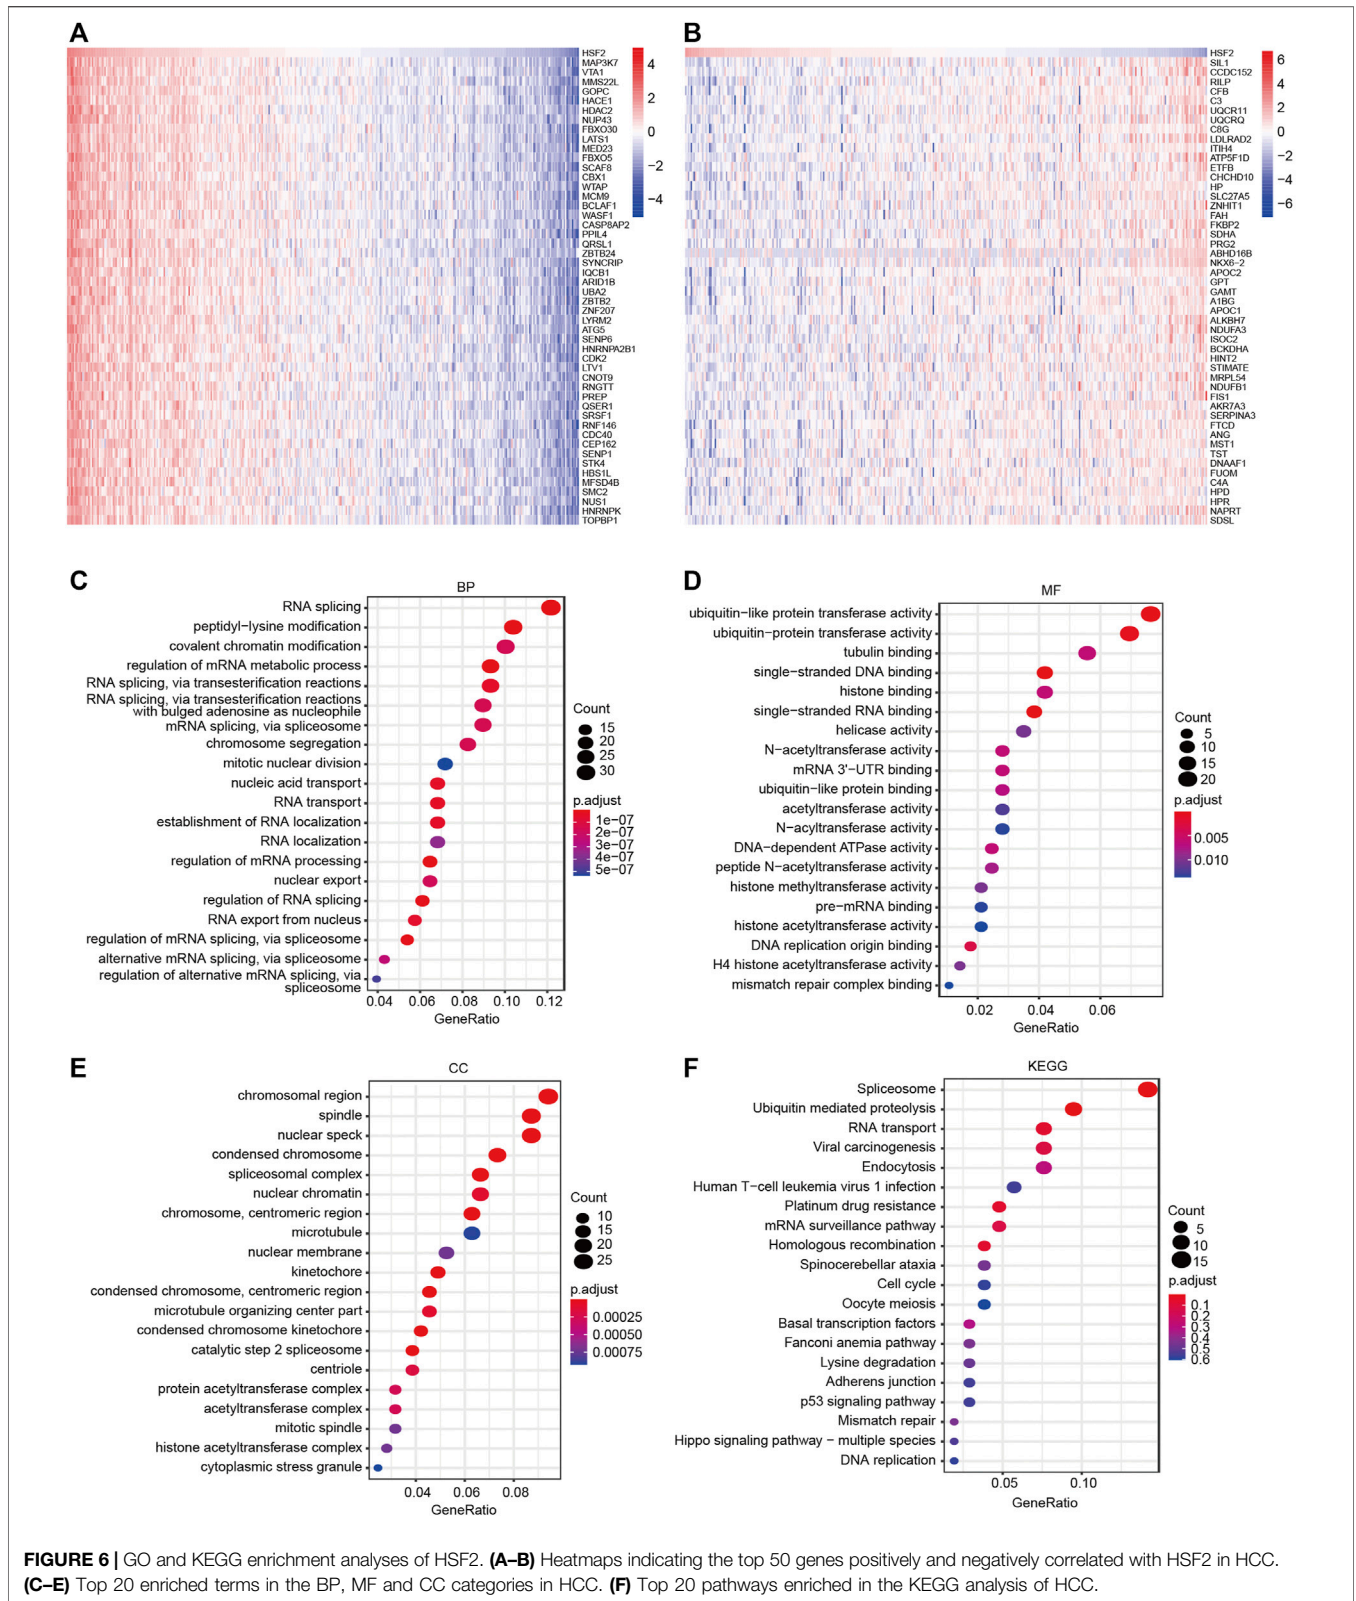 A
HSF2
MAP3K7
VTA1
MMS22L
GOPC
HACE1
HDAC2
NUP43
FBXO30
LATS1
MED23
FBXO5
SCAF8
CBX1
WTAP
MCM9
BCLAF1
WASF1
CASP8AP2
PPIL4
QRSL1
ZBTB24
SYNCRIP
IQCB1
ARID1B
UBA2
ZBTB2
ZNF207
LYRM2
ATG5
SENP6
HNRNPA2B1
CDK2
LTV1
CNOT9
RNGTT
PREP
QSER1
SRSF1
RNF146
CDC40
CEP162
SENP1
STK4
HBS1L
MFSD4B
SMC2
NUS1
HNRNPK
TOPBP1
4
2
0
−2
−4
B
HSF2
SIL1
CCDC152
RILP
CFB
C3
UQCR11
UQCRQ
C8G
LDLRAD2
ITIH4
ATP5F1D
ETFB
CHCHD10
HP
SLC27A5
ZNHIT1
FAH
FKBP2
SDHA
PRG2
ABHD16B
NKX6−2
APOC2
GPT
GAMT
A1BG
APOC1
ALKBH7
NDUFA3
ISOC2
BCKDHA
HINT2
STIMATE
MRPL54
NDUFB1
FIS1
AKR7A3
SERPINA3
FTCD
ANG
MST1
TST
DNAAF1
FUOM
C4A
HPD
HPR
NAPRT
SDSL
6
4
2
0
−2
−4
−6
C
BP
RNA splicing
peptidyl−lysine modification
covalent chromatin modification
regulation of mRNA metabolic process
RNA splicing, via transesterification reactions
RNA splicing, via transesterification reactions
with bulged adenosine as nucleophile
mRNA splicing, via spliceosome
chromosome segregation
mitotic nuclear division
nucleic acid transport
RNA transport
establishment of RNA localization
RNA localization
regulation of mRNA processing
nuclear export
regulation of RNA splicing
RNA export from nucleus
regulation of mRNA splicing, via spliceosome
alternative mRNA splicing, via spliceosome
regulation of alternative mRNA splicing, via
spliceosome
0.04 0.06 0.08 0.10 0.12
GeneRatio
Count
15
20
25
30
p.adjust
1e−07
2e−07
3e−07
4e−07
5e−07
D
MF
ubiquitin−like protein transferase activity
ubiquitin−protein transferase activity
tubulin binding
single−stranded DNA binding
histone binding
single−stranded RNA binding
helicase activity
N−acetyltransferase activity
mRNA 3'−UTR binding
ubiquitin−like protein binding
acetyltransferase activity
N−acyltransferase activity
DNA−dependent ATPase activity
peptide N−acetyltransferase activity
histone methyltransferase activity
pre−mRNA binding
histone acetyltransferase activity
DNA replication origin binding
H4 histone acetyltransferase activity
mismatch repair complex binding
0.02 0.04 0.06
GeneRatio
Count
5
10
15
20
p.adjust
0.005
0.010
E
CC
chromosomal region
spindle
nuclear speck
condensed chromosome
spliceosomal complex
nuclear chromatin
chromosome, centromeric region
microtubule
nuclear membrane
kinetochore
condensed chromosome, centromeric region
microtubule organizing center part
condensed chromosome kinetochore
catalytic step 2 spliceosome
centriole
protein acetyltransferase complex
acetyltransferase complex
mitotic spindle
histone acetyltransferase complex
cytoplasmic stress granule
0.04 0.06 0.08
GeneRatio
Count
10
15
20
25
p.adjust
0.00025
0.00050
0.00075
F
KEGG
Spliceosome
Ubiquitin mediated proteolysis
RNA transport
Viral carcinogenesis
Endocytosis
Human T−cell leukemia virus 1 infection
Platinum drug resistance
mRNA surveillance pathway
Homologous recombination
Spinocerebellar ataxia
Cell cycle
Oocyte meiosis
Basal transcription factors
Fanconi anemia pathway
Lysine degradation
Adherens junction
p53 signaling pathway
Mismatch repair
Hippo signaling pathway − multiple species
DNA replication
0.05 0.10
GeneRatio
Count
5
10
15
p.adjust
0.1
0.2
0.3
0.4
0.5
0.6
FIGURE 6 | GO and KEGG enrichment analyses of HSF2. (A–B) Heatmaps indicating the top 50 genes positively and negatively correlated with HSF2 in HCC.
(C–E) Top 20 enriched terms in the BP, MF and CC categories in HCC. (F) Top 20 pathways enriched in the KEGG analysis of HCC.